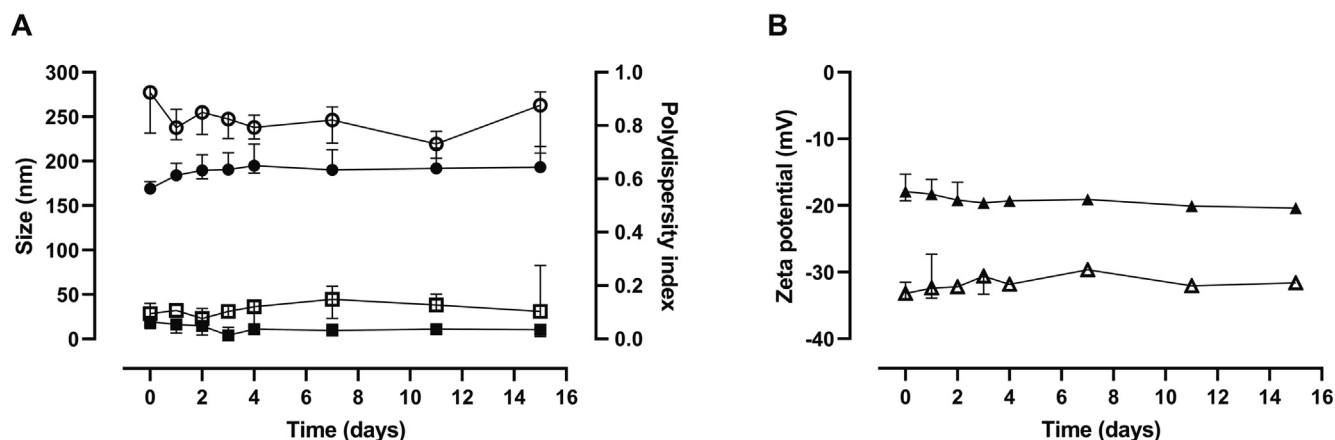 A
300
250
200
150
100
50
0
Size (nm)
1.0
0.8
0.6
0.4
0.2
0.0
Polydispersity index
0 2 4 6 8 10 12 14 16
Time (days)
B
0
-10
-20
-30
-40
Zeta potential (mV)
0 2 4 6 8 10 12 14 16
Time (days)